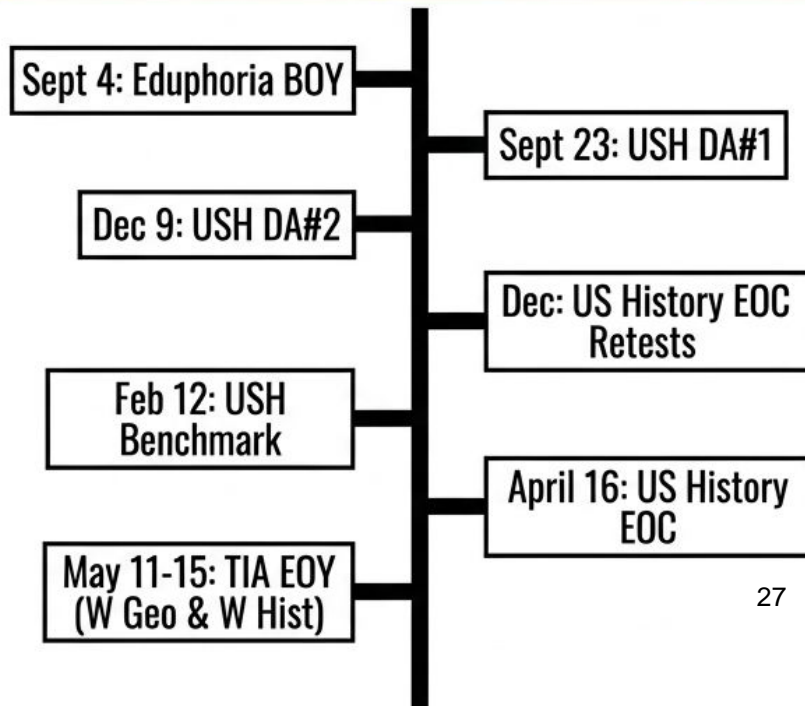 Sept 4: Eduphoria BOY
Sept 23: USH DA#1
Dec 9: USH DA#2
Dec: US History EOC
Retests
Feb 12: USH
Benchmark
April 16: US History
EOC
May 11-15: TIA EOY
(W Geo & W Hist)
27